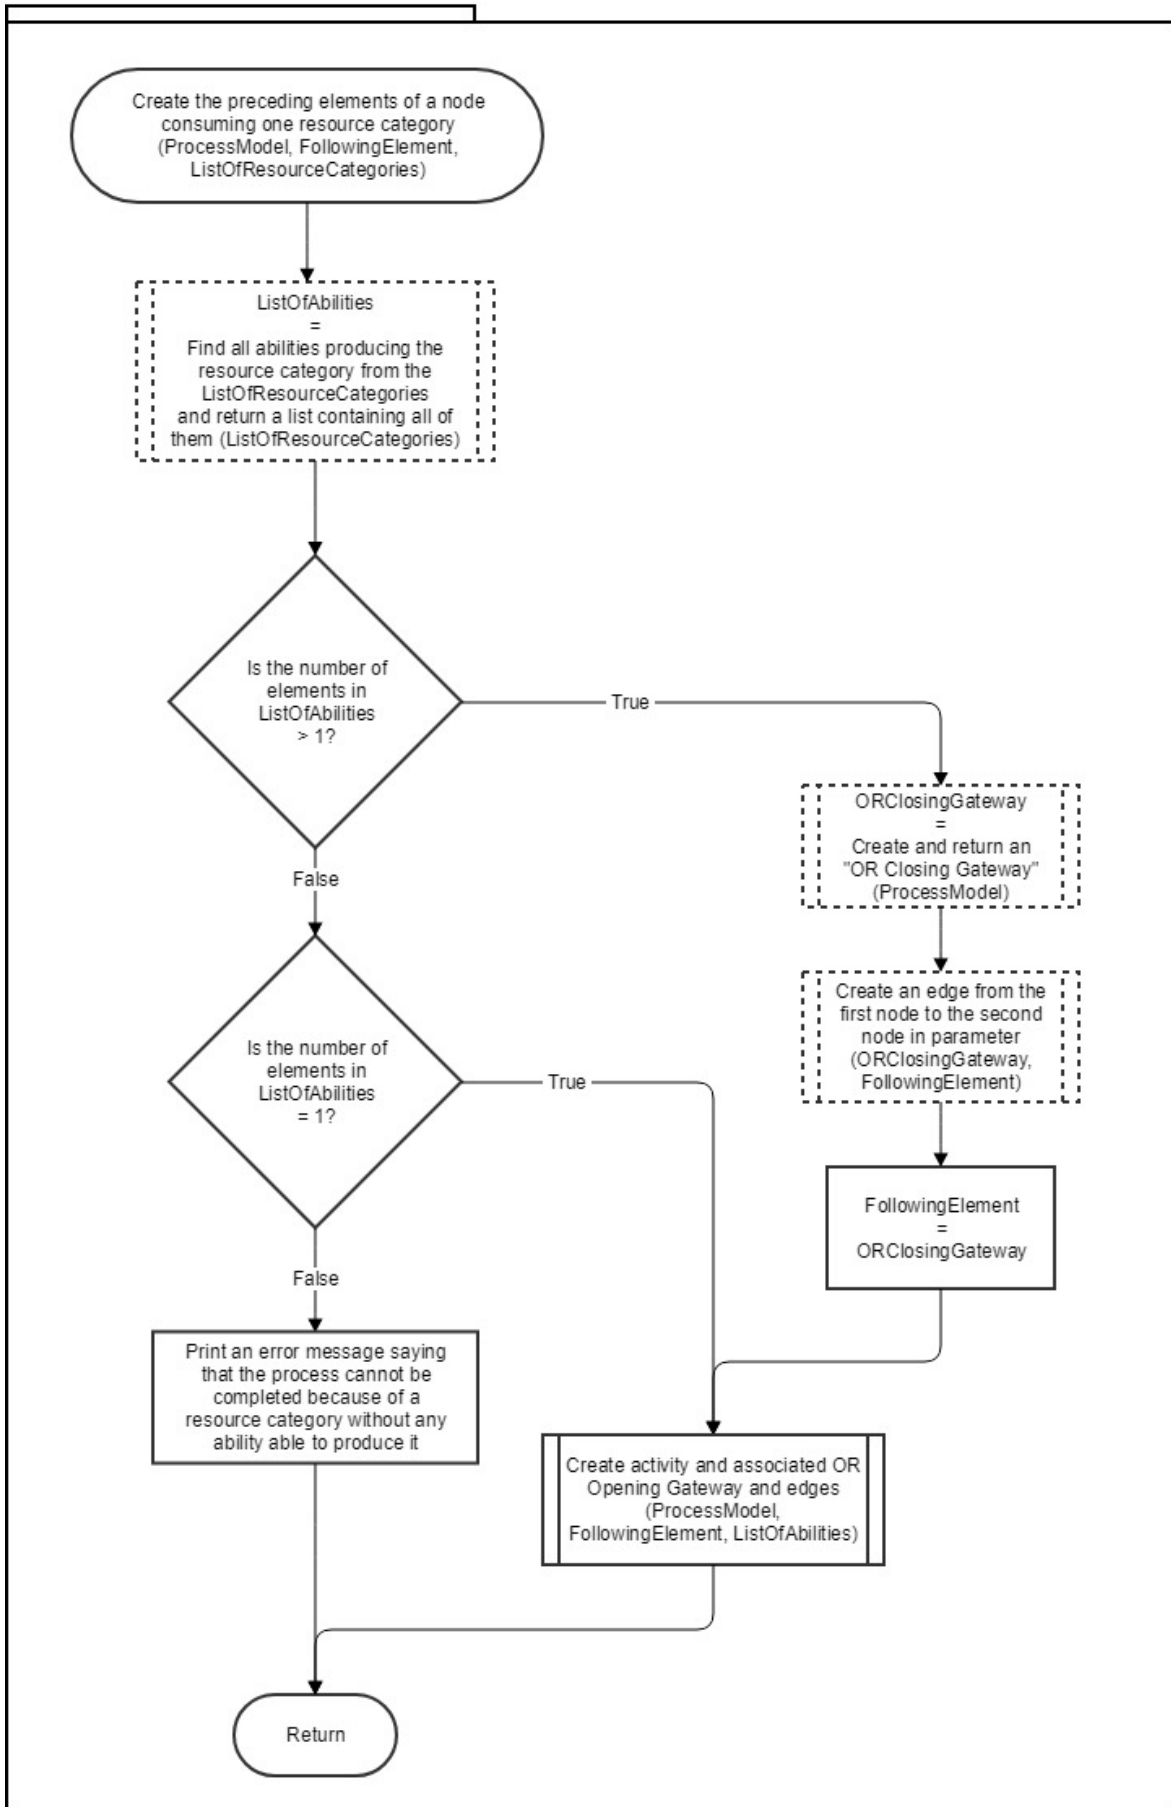 Create the preceding elements of a node
consuming one resource category
(ProcessModel, FollowingElement,
ListOfResourceCategories)
ListOfAbilities
=
Find all abilities producing the
resource category from the
ListOfResourceCategories
and return a list containing all of
them (ListOfResourceCategories)
Is the number of
elements in
ListOfAbilities
> 1?
True
False
ORClosingGateway
=
Create and return an
"OR Closing Gateway"
(ProcessModel)
Create an edge from the
first node to the second
node in parameter
(ORClosingGateway,
FollowingElement)
FollowingElement
=
ORClosingGateway
Is the number of
elements in
ListOfAbilities
= 1?
True
False
Print an error message saying
that the process cannot be
completed because of a
resource category without any
ability able to produce it
Create activity and associated OR
Opening Gateway and edges
(ProcessModel,
FollowingElement, ListOfAbilities)
Return